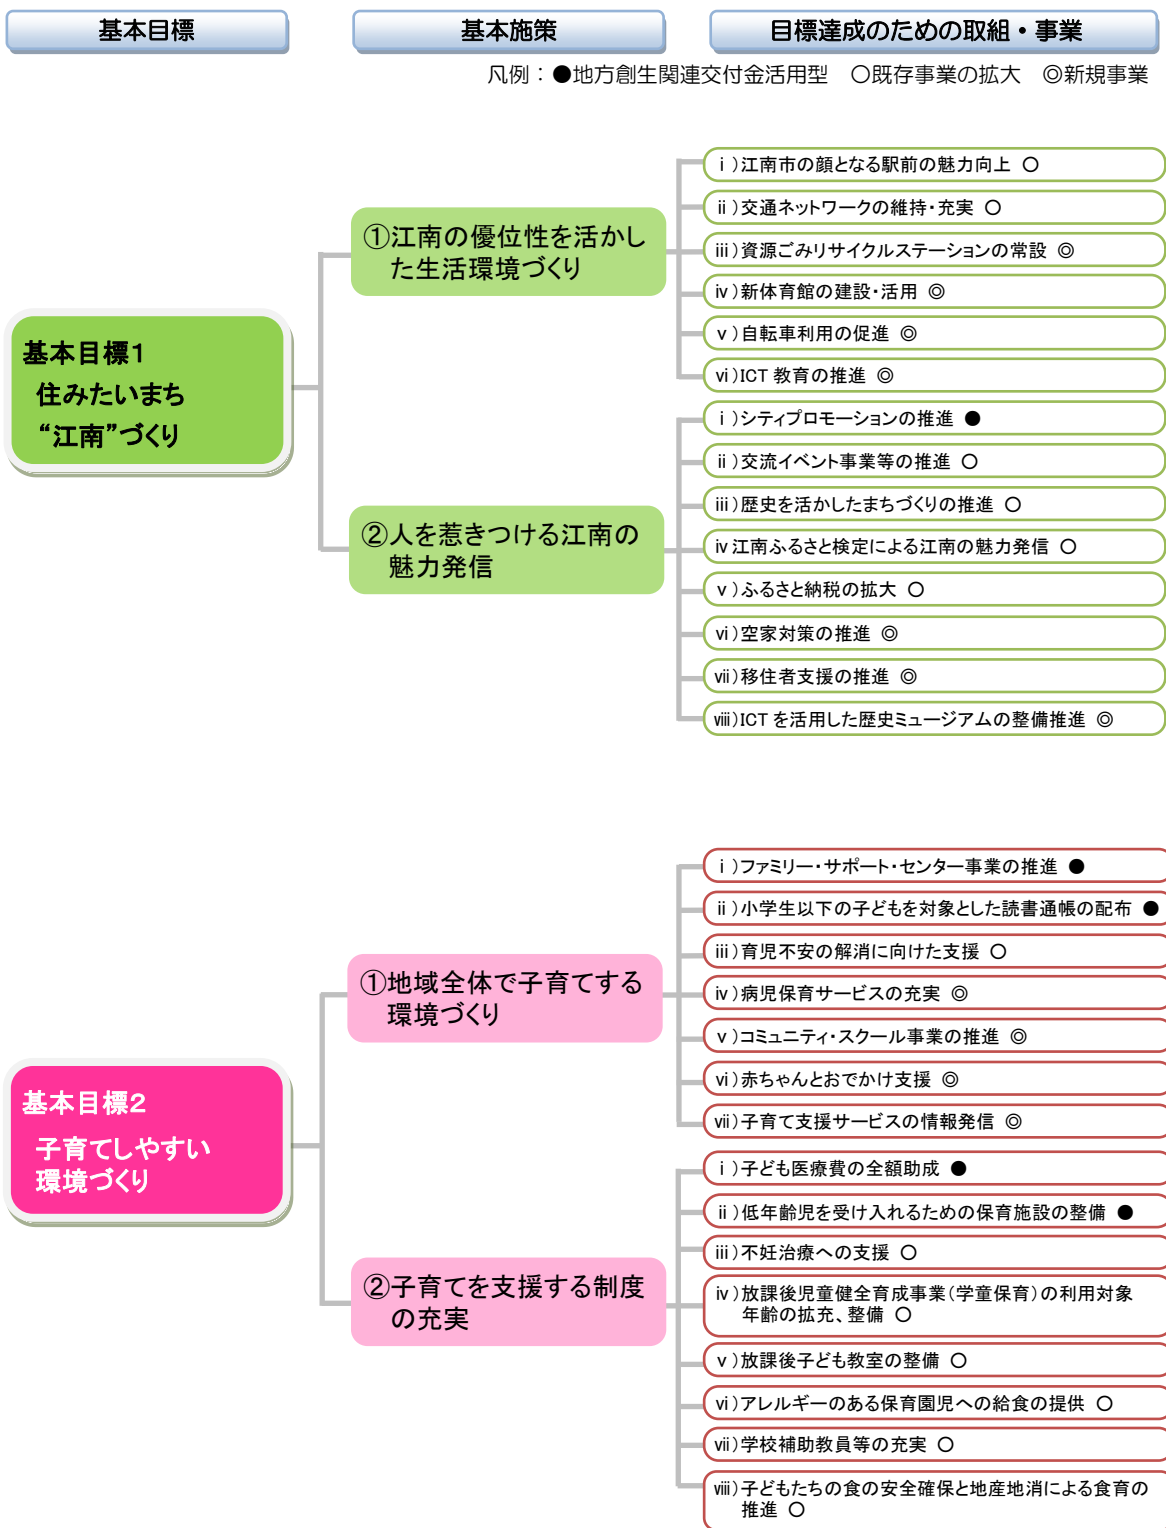 基本目標
基本施策
目標達成のための取組・事業
凡例：●地方創生関連交付金活用型　○既存事業の拡大　◎新規事業
基本目標1
住みたいまち
“江南”づくり
①江南の優位性を活かし
た生活環境づくり
ⅰ)江南市の顔となる駅前の魅力向上 ○
ⅱ)交通ネットワークの維持・充実 ○
ⅲ)資源ごみリサイクルステーションの常設 ◎
ⅳ)新体育館の建設・活用 ◎
ⅴ)自転車利用の促進 ◎
ⅵ)ICT 教育の推進 ◎
②人を惹きつける江南の
魅力発信
ⅰ)シティプロモーションの推進 ●
ⅱ)交流イベント事業等の推進 ○
ⅲ)歴史を活かしたまちづくりの推進 ○
ⅳ江南ふるさと検定による江南の魅力発信 ○
ⅴ)ふるさと納税の拡大 ○
ⅵ)空家対策の推進 ◎
ⅶ)移住者支援の推進 ◎
ⅷ)ICT を活用した歴史ミュージアムの整備推進 ◎
基本目標2
子育てしやすい
環境づくり
①地域全体で子育てする
環境づくり
ⅰ)ファミリー・サポート・センター事業の推進 ●
ⅱ)小学生以下の子どもを対象とした読書通帳の配布 ●
ⅲ)育児不安の解消に向けた支援 ○
ⅳ)病児保育サービスの充実 ◎
ⅴ)コミュニティ・スクール事業の推進 ◎
ⅵ)赤ちゃんとおでかけ支援 ◎
ⅶ)子育て支援サービスの情報発信 ◎
②子育てを支援する制度
の充実
ⅰ)子ども医療費の全額助成 ●
ⅱ)低年齢児を受け入れるための保育施設の整備 ●
ⅲ)不妊治療への支援 ○
ⅳ)放課後児童健全育成事業(学童保育)の利用対象
年齢の拡充、整備 ○
ⅴ)放課後子ども教室の整備 ○
ⅵ)アレルギーのある保育園児への給食の提供 ○
ⅶ)学校補助教員等の充実 ○
ⅷ)子どもたちの食の安全確保と地産地消による食育の
推進 ○